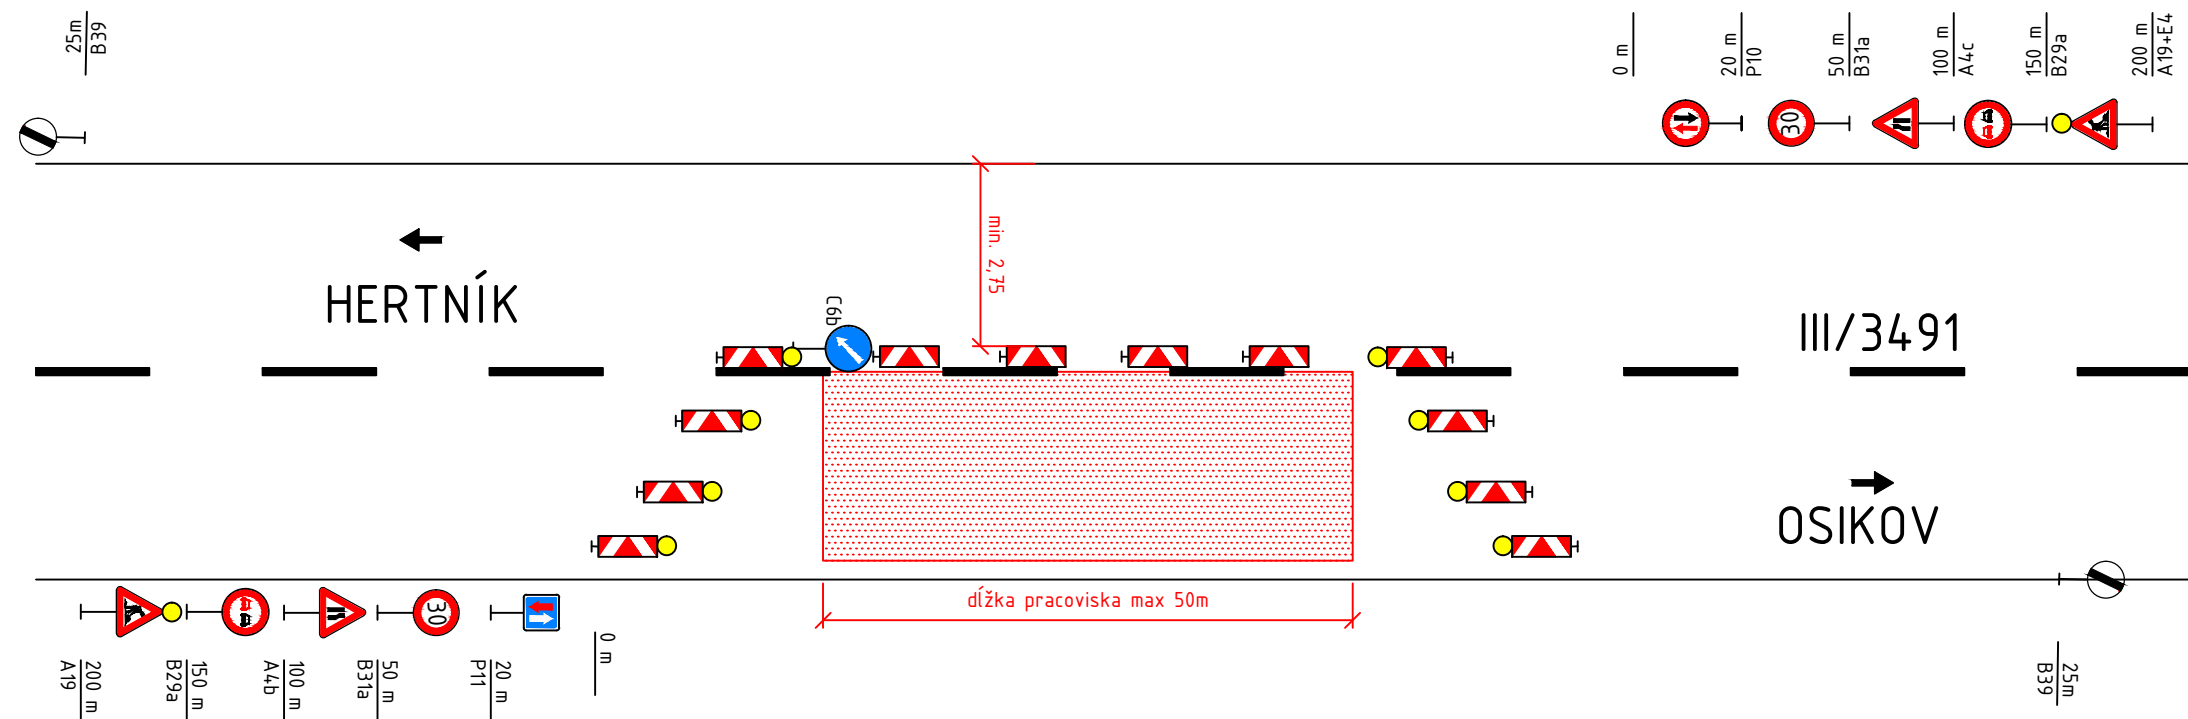 25m
B39
0 m
20 m
P10
50 m
B31a
100 m
A4c
150 m
B29a
200 m
A19+E4
30
min. 2,75
HERTNÍK
C6b
III/3491
OSIKOV
dĺžka pracoviska max 50m
30
200 m
A19
150 m
B29a
100 m
A4b
50 m
B31a
20 m
P11
0 m
25m
B39